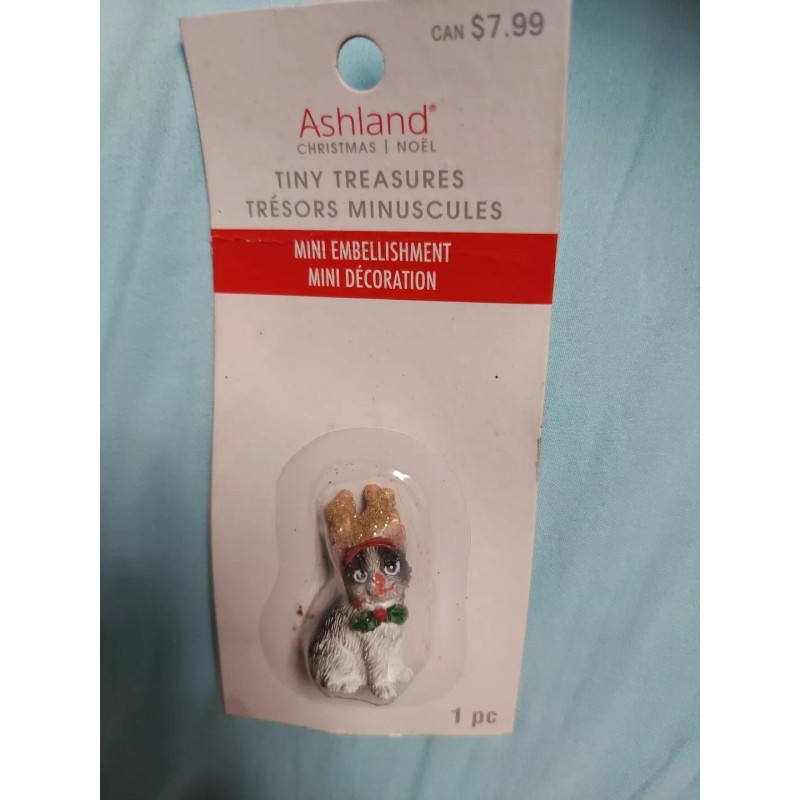 CAN $7.99
Ashland®
CHRISTMAS | NOËL
TINY TREASURES
TRÉSORS MINUSCULES
MINI EMBELLISHMENT
MINI DÉCORATION
1 pc